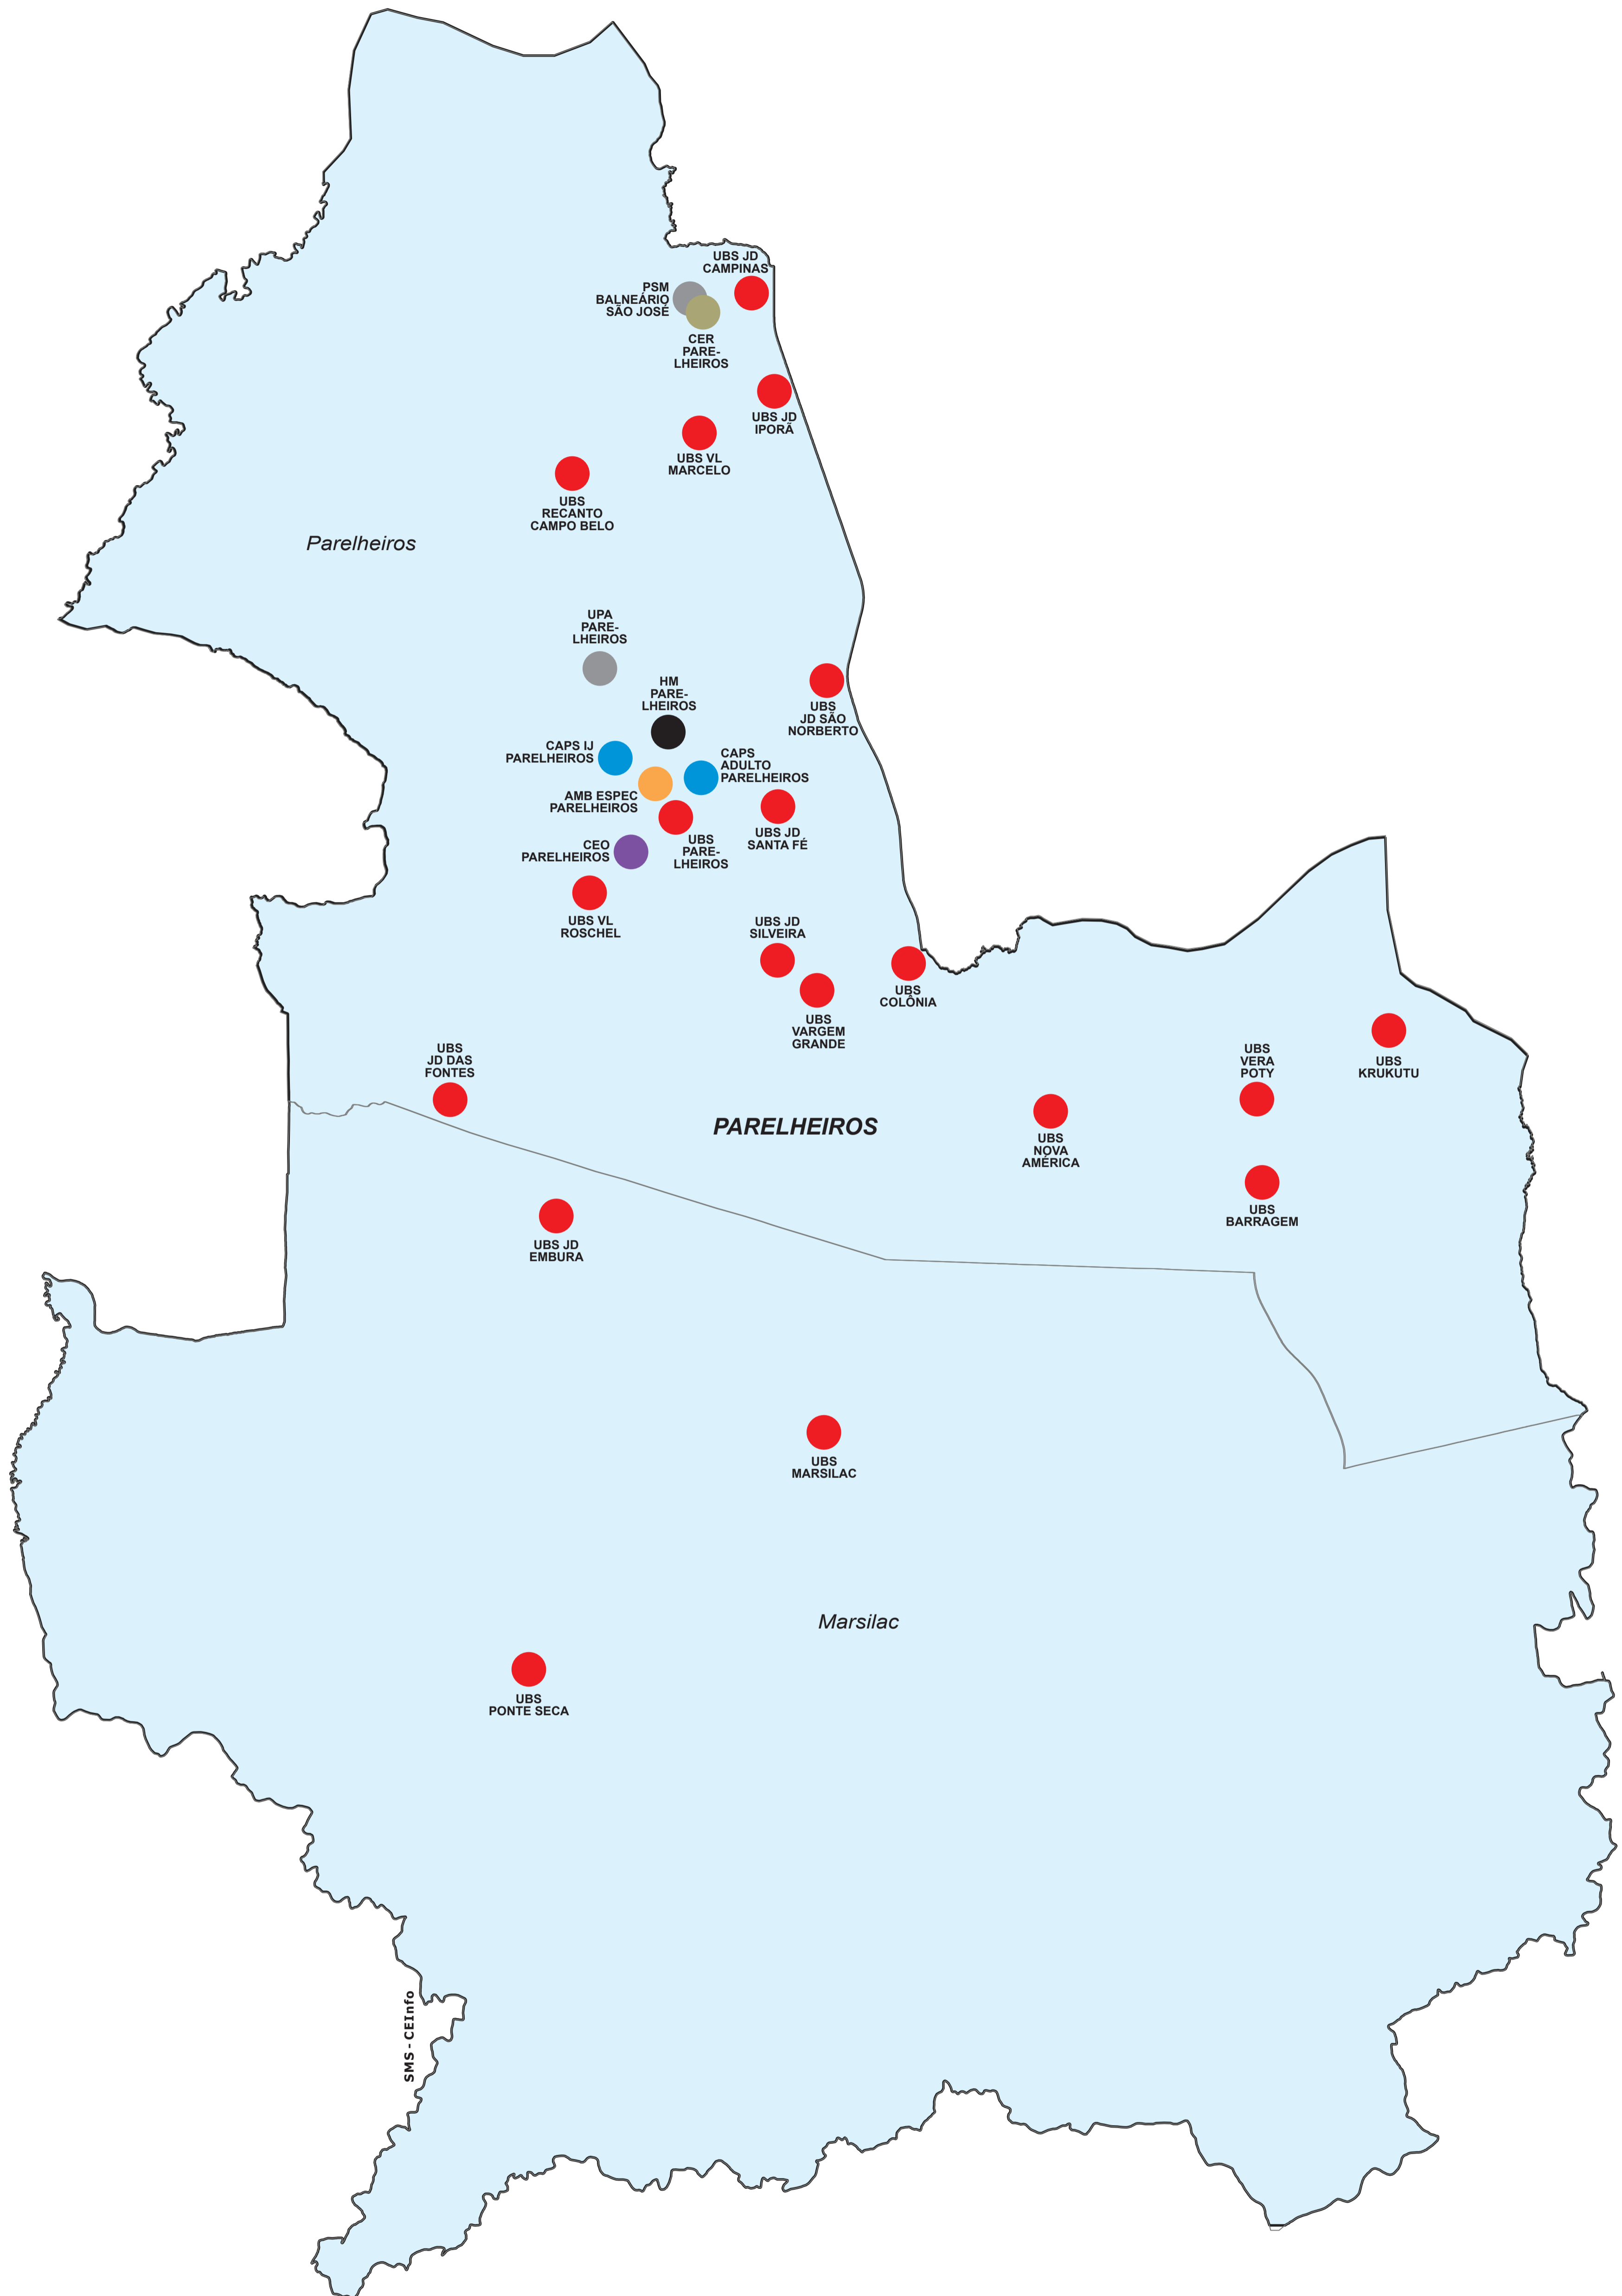 UBS JD
CAMPINAS
PSM
BALNEÁRIO
SÃO JOSÉ
CER
PARE-
LHEIROS
UBS JD
IPORÃ
UBS VL
MARCELO
UBS
RECANTO
CAMPO BELO
Parelheiros
UPA
PARE-
LHEIROS
HM
PARE-
LHEIROS
UBS
JD SÃO
NORBERTO
CAPS IJ
PARELHEIROS
CAPS
ADULTO
PARELHEIROS
AMB ESPEC
PARELHEIROS
UBS JD
SANTA FÉ
UBS
PARE-
LHEIROS
CEO
PARELHEIROS
UBS VL
ROSCHEL
UBS JD
SILVEIRA
UBS
COLÔNIA
UBS
VARGEM
GRANDE
UBS
JD DAS
FONTES
UBS
VERA
POTY
UBS
KRUKUTU
PARELHEIROS
UBS
NOVA
AMÉRICA
UBS
BARRAGEM
UBS JD
EMBURA
UBS
MARSILAC
Marsilac
UBS
PONTE SECA
SMS - CEInfo